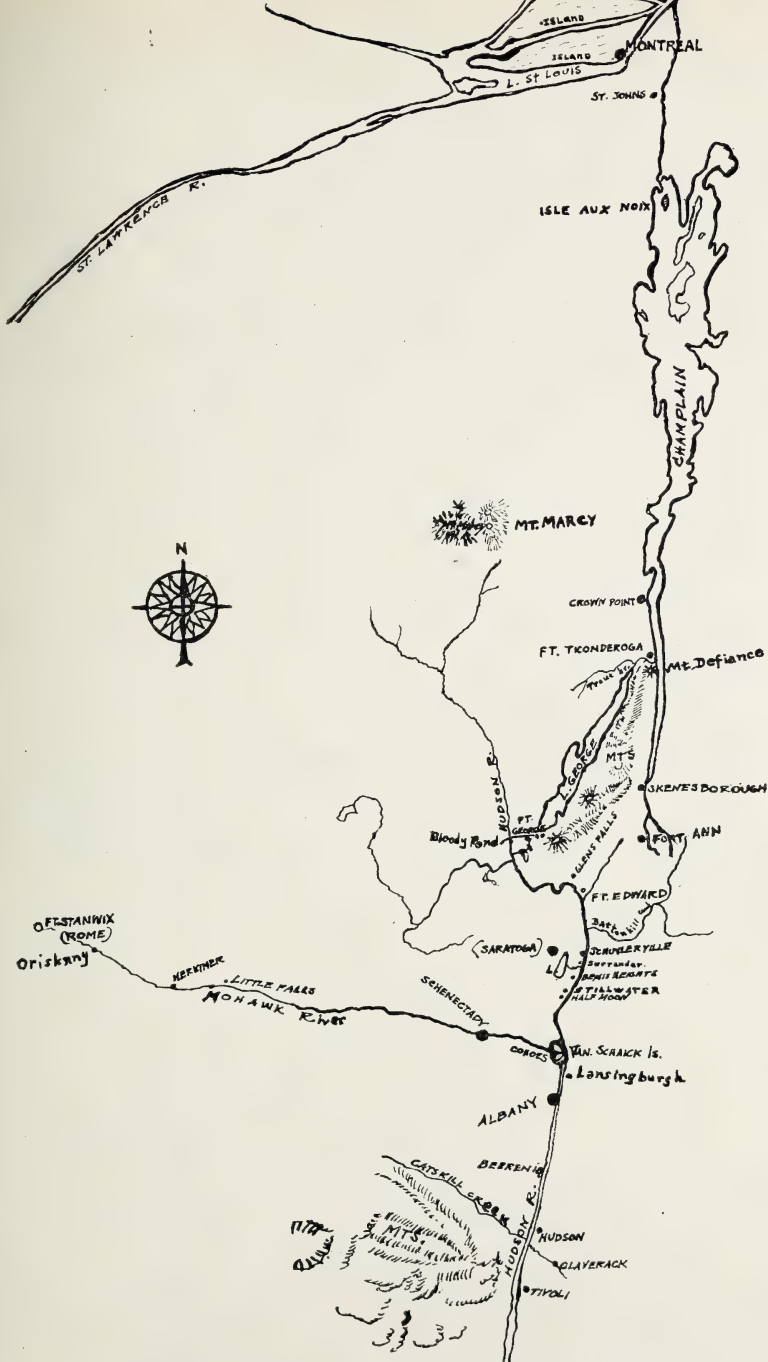 ISLAND
MONTREAL
ISLAND
L. ST LOUIS
ST. JOHNS
ST. LAWRENCE R.
ISLE AUX NOIX
CHAMPLAIN
MT. MARCY
N
CROWN POINT
FT. TICONDEROGA
Mt. Defiance
Trout br.
L. GEORGE
MTS
HUDSON R.
SKENESBOROUGH
FT.
GEORGE
Bloody Pond
FORT ANN
GLENS FALLS
FT. EDWARD
Battenkill
FT. STANWIX
(ROME)
Oriskany
(SARATOGA)
SCHUYLERVILLE
Surrender.
BEMIS HEIGHTS
STILLWATER
HALF MOON
HERKIMER
LITTLE FALLS
MOHAWK River
SCHENECTADY
COHOES
VAN. SCHAICK Is.
Lansingburgh
ALBANY
BEEREN
CATSKILL CREEK
MTS.
HUDSON R.
HUDSON
CLAVERACK
TIVOLI